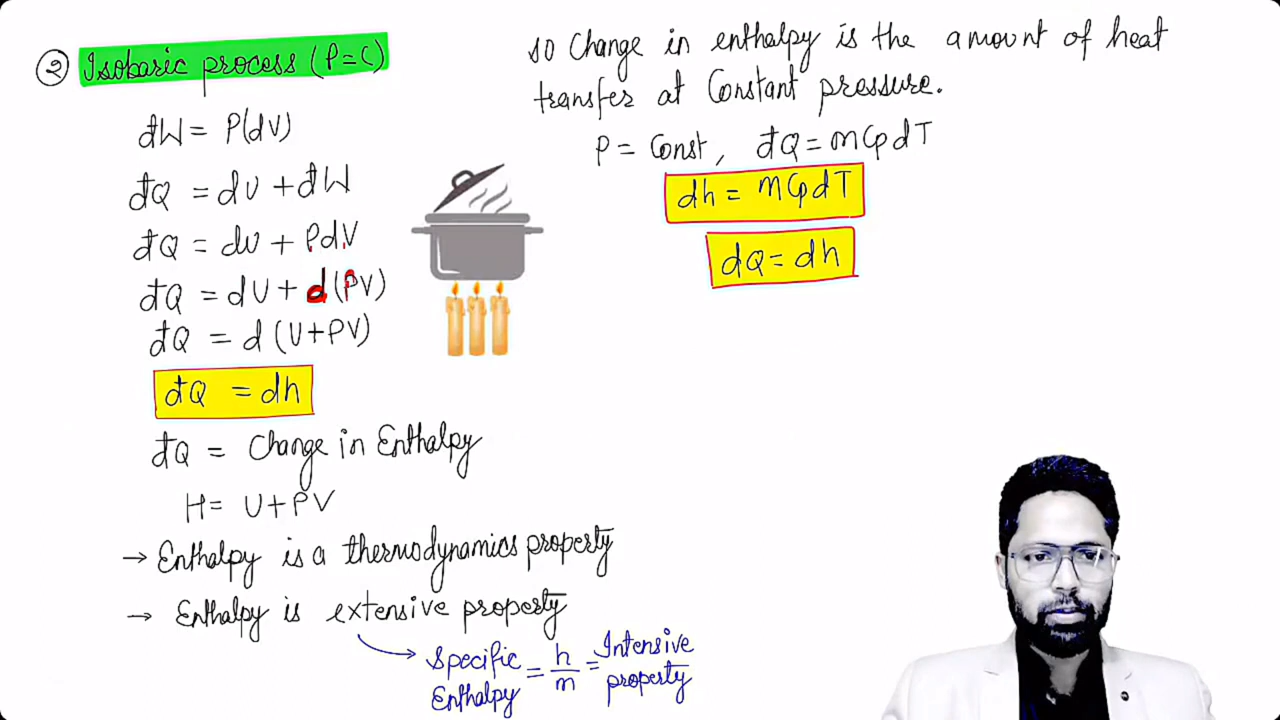 ② Isobaric process (P=C)
đW = P(dV)
đQ = dU + đW
đQ = dU + PdV
đQ = dU + d(PV)
đQ = d(U+PV)
đQ = dh
đQ = Change in Enthalpy
H = U+PV
→ Enthalpy is a thermodynamics property
→ Enthalpy is extensive property
Specific Enthalpy = h/m = Intensive property
so Change in enthalpy is the amount of heat
transfer at Constant pressure.
P = Const, đQ = mCpdT
dh = mCpdT
dQ = dh